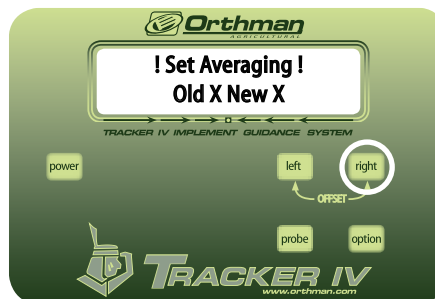 Orthman
AGRICULTURAL
! Set Averaging !
Old X New X
TRACKER IV IMPLEMENT GUIDANCE SYSTEM
power
left
right
OFFSET
probe
option
TRACKER IV
www.orthman.com